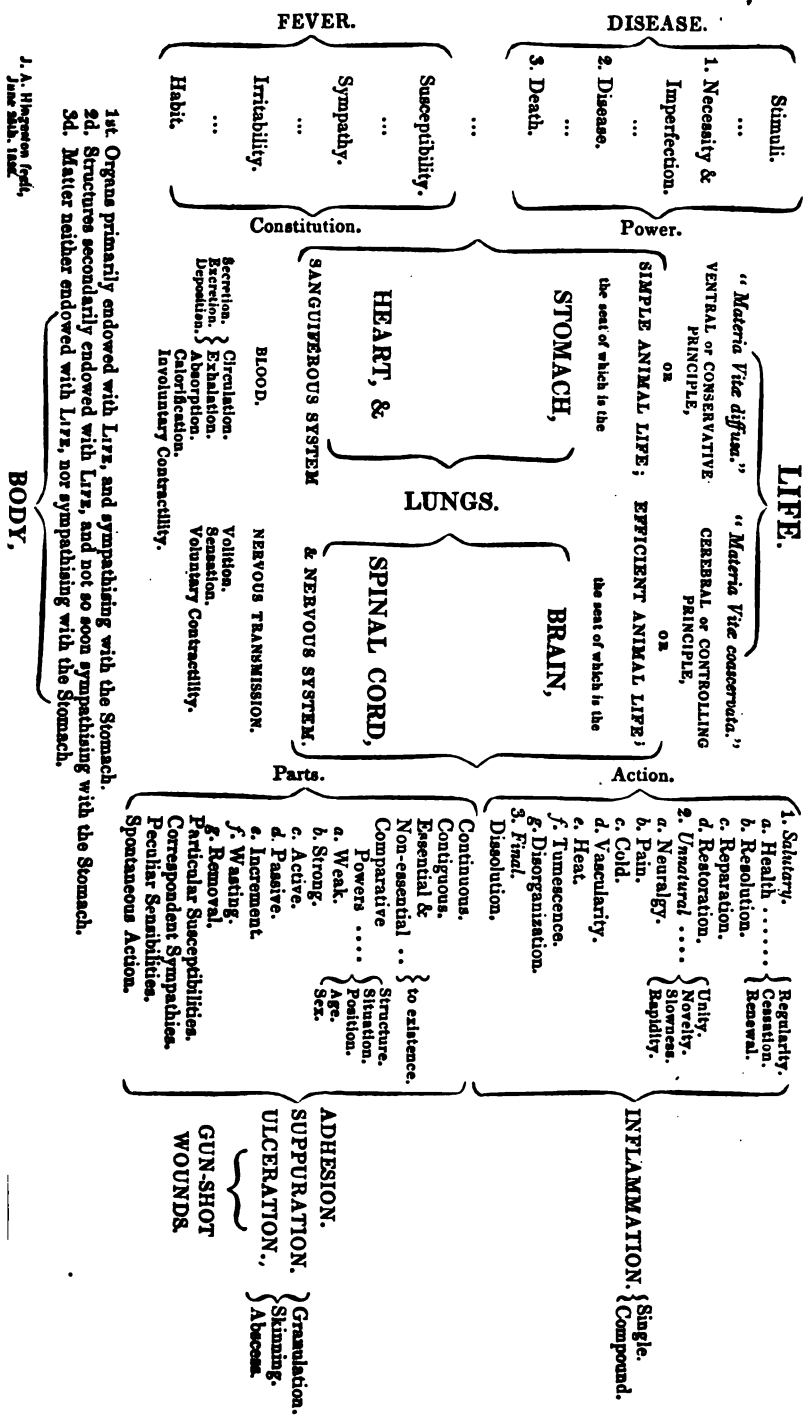 LIFE.
"Materia Vitæ diffusa."
VENTRAL or CONSERVATIVE
PRINCIPLE,
OR
SIMPLE ANIMAL LIFE;
the seat of which is the
STOMACH,
HEART, &
SANGUIFEROUS SYSTEM
BLOOD.
Secretion.
Excretion.
Deposition.
Circulation.
Exhalation.
Absorption.
Calorification.
Involuntary Contractility.
"Materia Vitæ coacervata."
CEREBRAL or CONTROLLING
PRINCIPLE,
OR
EFFICIENT ANIMAL LIFE;
the seat of which is the
BRAIN,
SPINAL CORD,
& NERVOUS SYSTEM.
NERVOUS TRANSMISSION.
Volition.
Sensation.
Voluntary Contractility.
LUNGS.
DISEASE.
Stimuli.
...
1. Necessity &
Imperfection.
...
2. Disease.
...
3. Death.
Power.
...
FEVER.
Susceptibility.
...
Sympathy.
...
Irritability.
...
Habit.
Constitution.
Action.
1. Salutary.
a. Health ......
Regularity.
Cessation.
Renewal.
b. Resolution.
c. Reparation.
d. Restoration.
2. Unnatural ....
Unity.
Novelty.
Slowness.
Rapidity.
a. Neuralgy.
b. Pain.
c. Cold.
d. Vascularity.
e. Heat.
f. Tumescence.
g. Disorganization.
3. Final.
Dissolution.
INFLAMMATION.
Single.
Compound.
Parts.
Continuous.
Contiguous.
Essential &
Non-essential ..
to existence.
Comparative
Powers ....
Structure.
Situation.
Position.
Age.
Sex.
a. Weak.
b. Strong.
c. Active.
d. Passive.
e. Increment.
f. Wasting.
g. Removal.
Particular Susceptibilities.
Correspondent Sympathies.
Peculiar Sensibilities.
Spontaneous Action.
ADHESION.
SUPPURATION.
ULCERATION.,
Granulation.
Skinning.
Abscess.
GUN-SHOT
WOUNDS.
1st. Organs primarily endowed with LIFE, and sympathising with the Stomach.
2d. Structures secondarily endowed with LIFE, and not so soon sympathising with the Stomach.
3d. Matter neither endowed with LIFE, nor sympathising with the Stomach.
BODY,
J. A. Hingeston fecit,
June